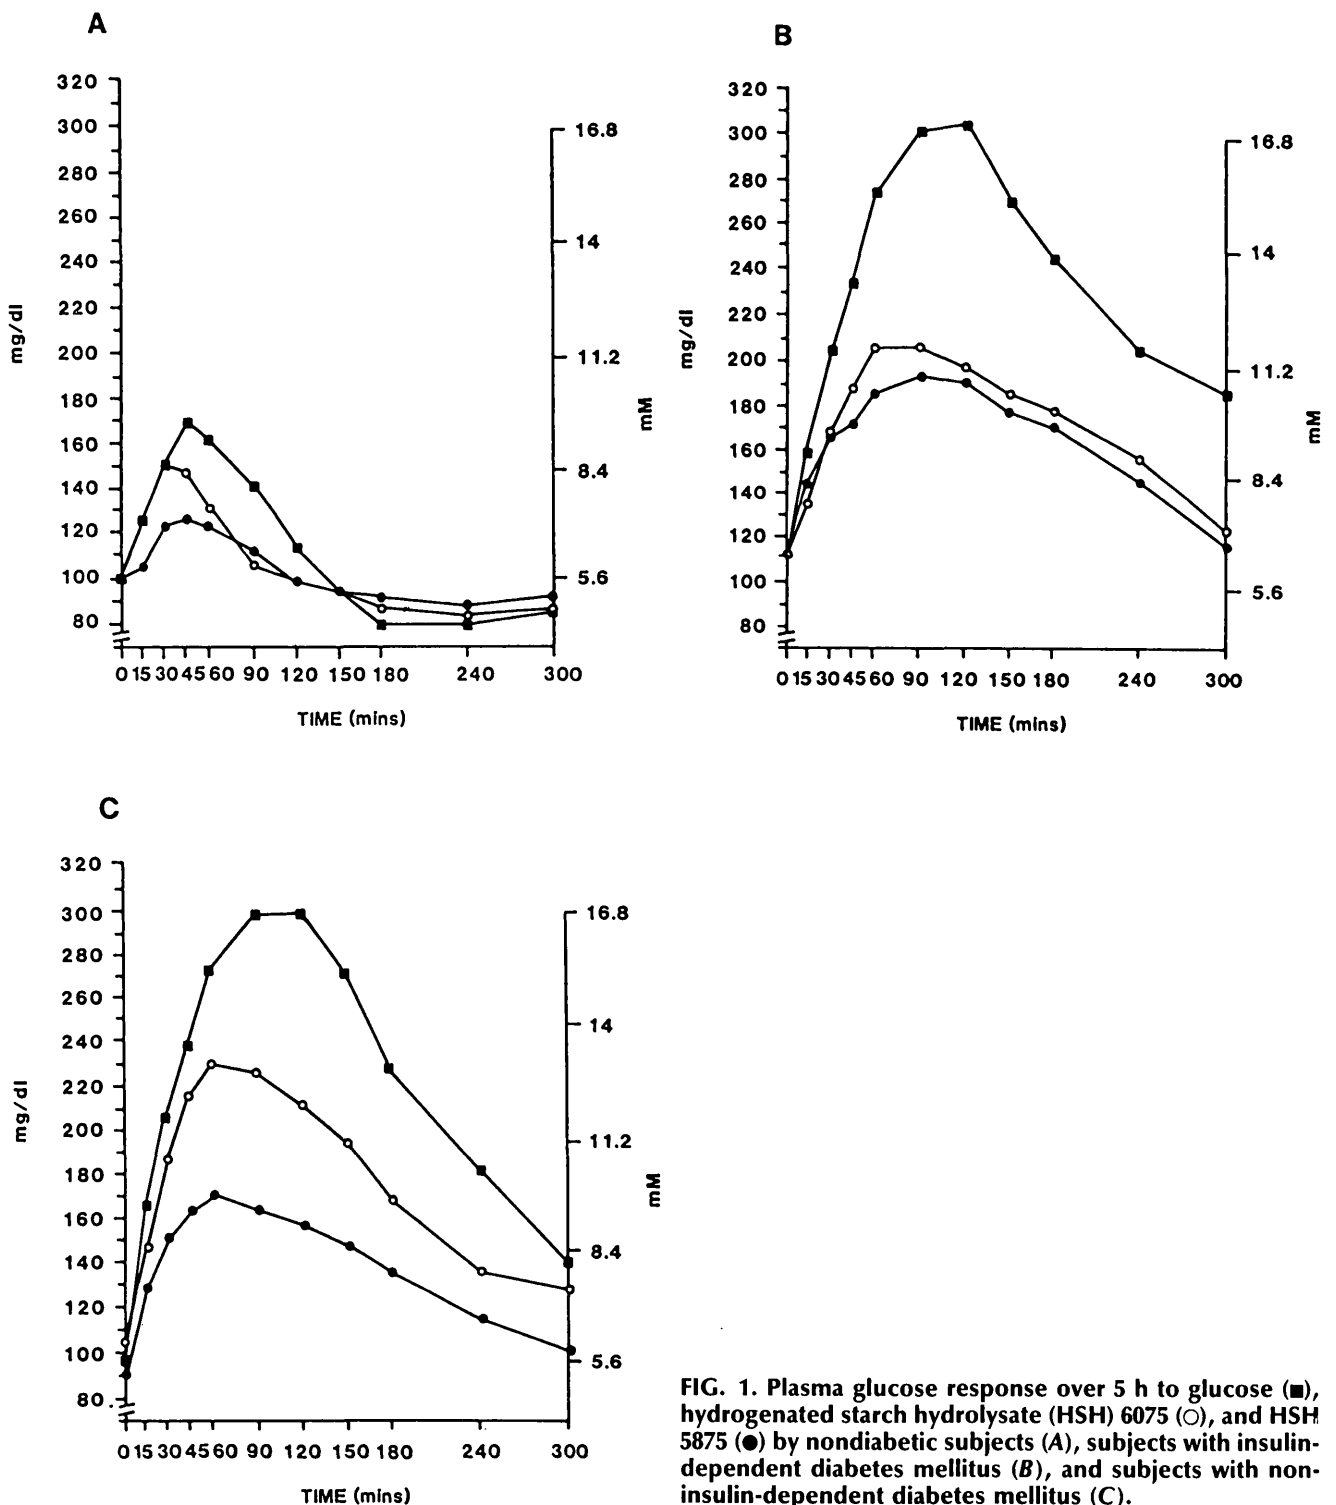 A
320
300
280
260
240
220
200
180
160
140
120
100
80
mg/dl
16.8
14
11.2
8.4
5.6
mM
0 15 30 45 60 90 120 150 180 240 300
TIME (mins)
B
320
300
280
260
240
220
200
180
160
140
120
100
80
mg/dl
16.8
14
11.2
8.4
5.6
mM
0 15 30 45 60 90 120 150 180 240 300
TIME (mins)
C
320
300
280
260
240
220
200
180
160
140
120
100
80
mg/dl
16.8
14
11.2
8.4
5.6
mM
0 15 30 45 60 90 120 150 180 240 300
TIME (mins)
FIG. 1. Plasma glucose response over 5 h to glucose (■),
hydrogenated starch hydrolysate (HSH) 6075 (○), and HSH
5875 (●) by nondiabetic subjects (A), subjects with insulin-
dependent diabetes mellitus (B), and subjects with non-
insulin-dependent diabetes mellitus (C).